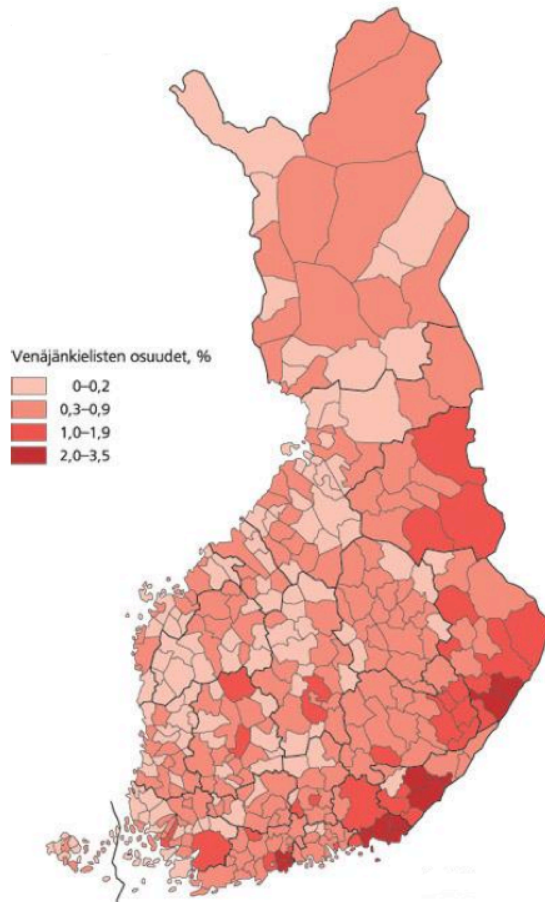 Venäjänkielisten osuudet, %
0–0,2
0,3–0,9
1,0–1,9
2,0–3,5